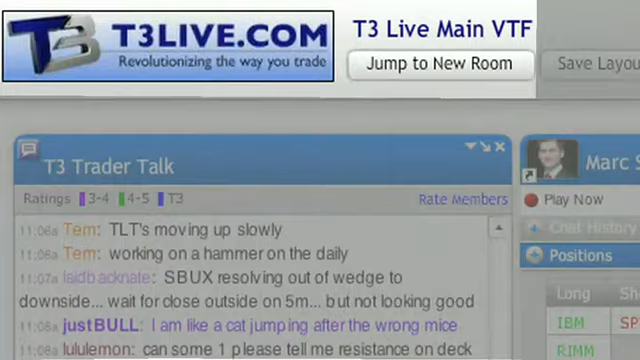 T3
T3LIVE.COM
Revolutionizing the way you trade
T3 Live Main VTF
Jump to New Room
Save Layou
T3 Trader Talk
Ratings 3-4 4-5 T3 Rate Members
11:06a Tem: TLT's moving up slowly
11:06a Tem: working on a hammer on the daily
11:07a laidbacknate: SBUX resolving out of wedge to
downside... wait for close outside on 5m... but not looking good
11:08a justBULL: I am like a cat jumping after the wrong mice
11:08a lululemon: can some 1 please tell me resistance on deck
Marc S
Play Now
Chat History
Positions
Long Sh
IBM SP
RIMM